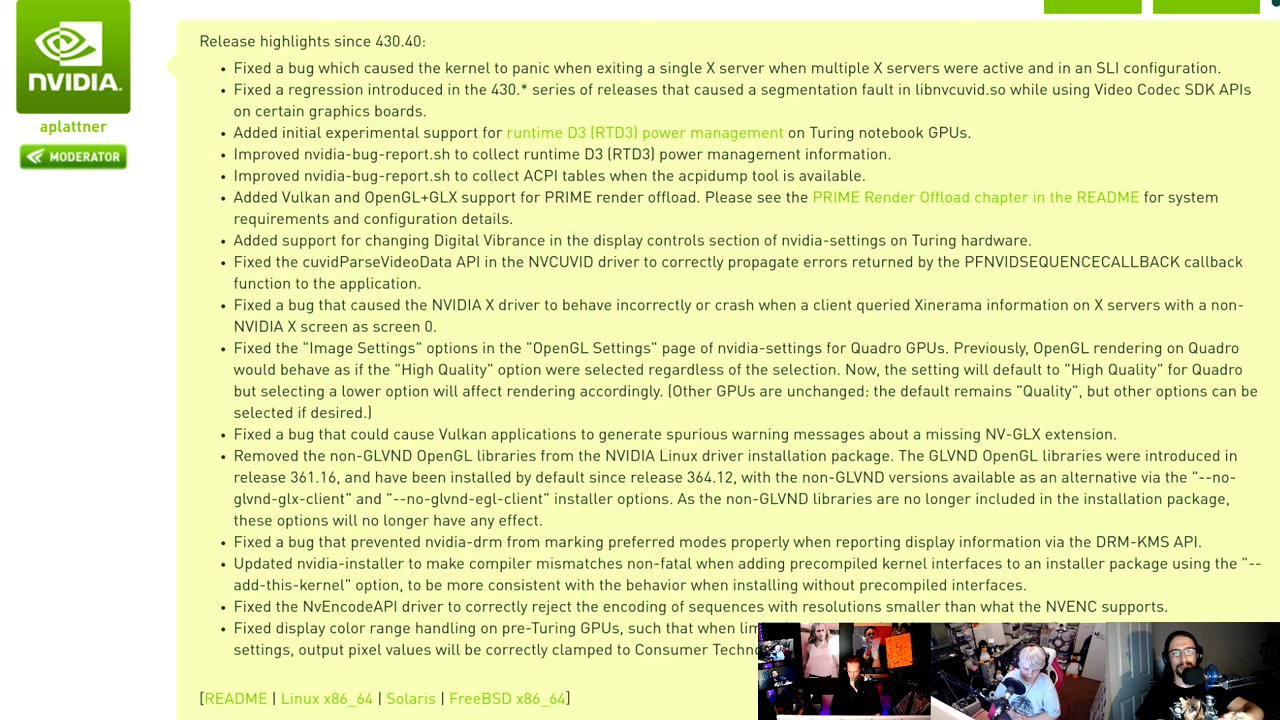 NVIDIA.
aplattner
MODERATOR
Release highlights since 430.40:
• Fixed a bug which caused the kernel to panic when exiting a single X server when multiple X servers were active and in an SLI configuration.
• Fixed a regression introduced in the 430.* series of releases that caused a segmentation fault in libnvcuvid.so while using Video Codec SDK APIs
on certain graphics boards.
• Added initial experimental support for runtime D3 (RTD3) power management on Turing notebook GPUs.
• Improved nvidia-bug-report.sh to collect runtime D3 (RTD3) power management information.
• Improved nvidia-bug-report.sh to collect ACPI tables when the acpidump tool is available.
• Added Vulkan and OpenGL+GLX support for PRIME render offload. Please see the PRIME Render Offload chapter in the README for system
requirements and configuration details.
• Added support for changing Digital Vibrance in the display controls section of nvidia-settings on Turing hardware.
• Fixed the cuvidParseVideoData API in the NVCUVID driver to correctly propagate errors returned by the PFNVIDSEQUENCECALLBACK callback
function to the application.
• Fixed a bug that caused the NVIDIA X driver to behave incorrectly or crash when a client queried Xinerama information on X servers with a non-
NVIDIA X screen as screen 0.
• Fixed the "Image Settings" options in the "OpenGL Settings" page of nvidia-settings for Quadro GPUs. Previously, OpenGL rendering on Quadro
would behave as if the "High Quality" option were selected regardless of the selection. Now, the setting will default to "High Quality" for Quadro
but selecting a lower option will affect rendering accordingly. (Other GPUs are unchanged: the default remains "Quality", but other options can be
selected if desired.)
• Fixed a bug that could cause Vulkan applications to generate spurious warning messages about a missing NV-GLX extension.
• Removed the non-GLVND OpenGL libraries from the NVIDIA Linux driver installation package. The GLVND OpenGL libraries were introduced in
release 361.16, and have been installed by default since release 364.12, with the non-GLVND versions available as an alternative via the "--no-
glvnd-glx-client" and "--no-glvnd-egl-client" installer options. As the non-GLVND libraries are no longer included in the installation package,
these options will no longer have any effect.
• Fixed a bug that prevented nvidia-drm from marking preferred modes properly when reporting display information via the DRM-KMS API.
• Updated nvidia-installer to make compiler mismatches non-fatal when adding precompiled kernel interfaces to an installer package using the "--
add-this-kernel" option, to be more consistent with the behavior when installing without precompiled interfaces.
• Fixed the NvEncodeAPI driver to correctly reject the encoding of sequences with resolutions smaller than what the NVENC supports.
• Fixed display color range handling on pre-Turing GPUs, such that when
settings, output pixel values will be correctly clamped to Consumer
[README | Linux x86_64 | Solaris | FreeBSD x86_64]